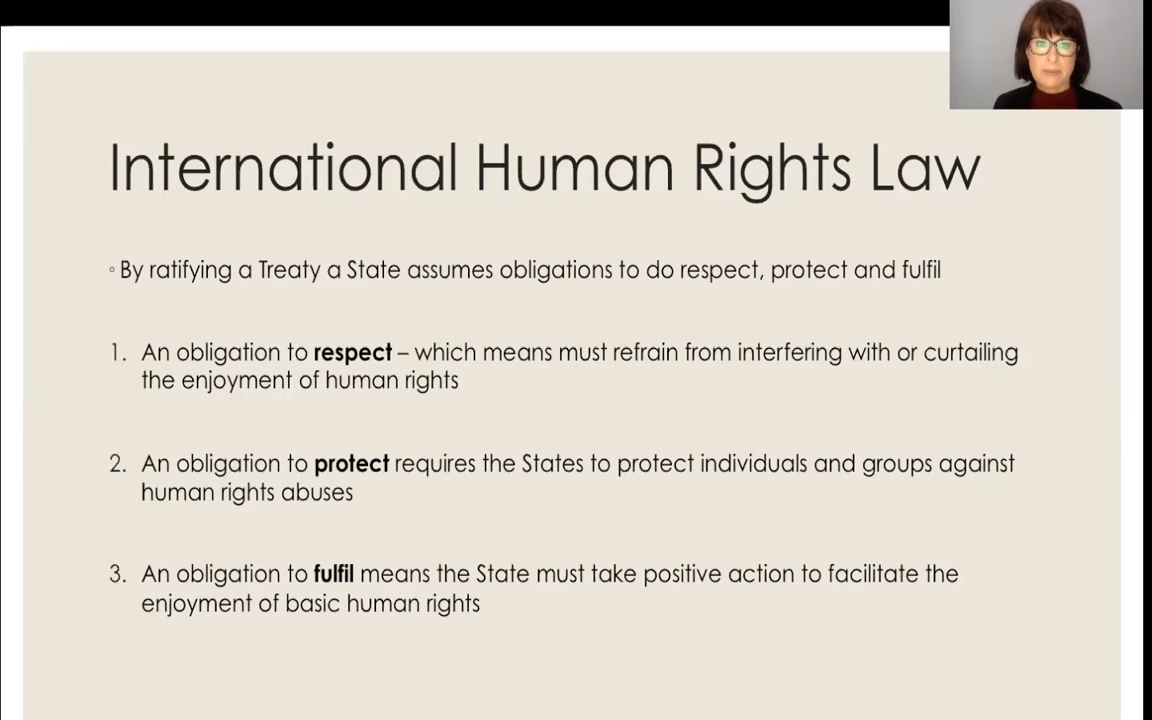 International Human Rights Law
◦ By ratifying a Treaty a State assumes obligations to do respect, protect and fulfil
1. An obligation to respect – which means must refrain from interfering with or curtailing
the enjoyment of human rights
2. An obligation to protect requires the States to protect individuals and groups against
human rights abuses
3. An obligation to fulfil means the State must take positive action to facilitate the
enjoyment of basic human rights